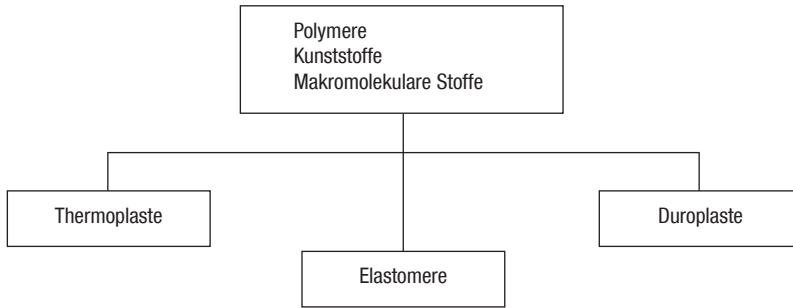 Polymere
Kunststoffe
Makromolekulare Stoffe
Thermoplaste
Elastomere
Duroplaste